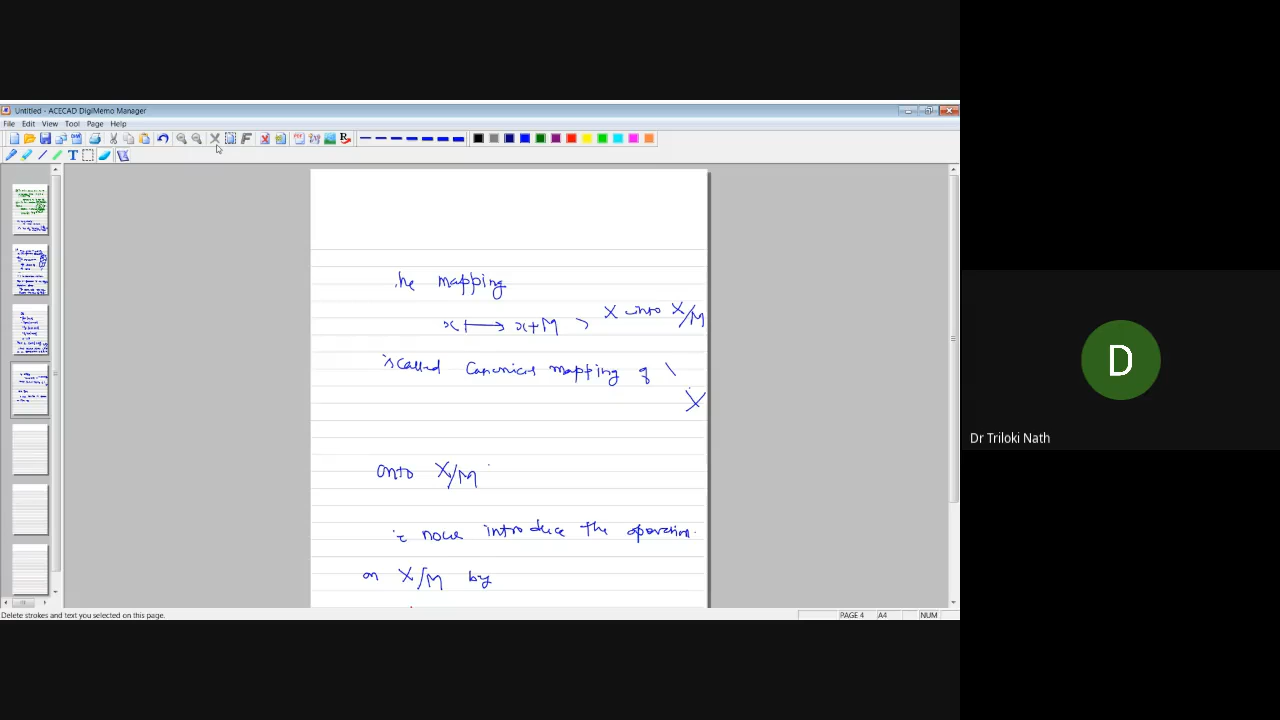 Untitled - ACECAD DigiMemo Manager
File Edit View Tool Page Help
he mapping
x ⟼ x+M > X into X/M
is called Canonical mapping of
X
onto X/M
now introduce the operation
on X/M by
D
Dr Triloki Nath
Delete strokes and text you selected on this page.
PAGE 4 A4 NUM